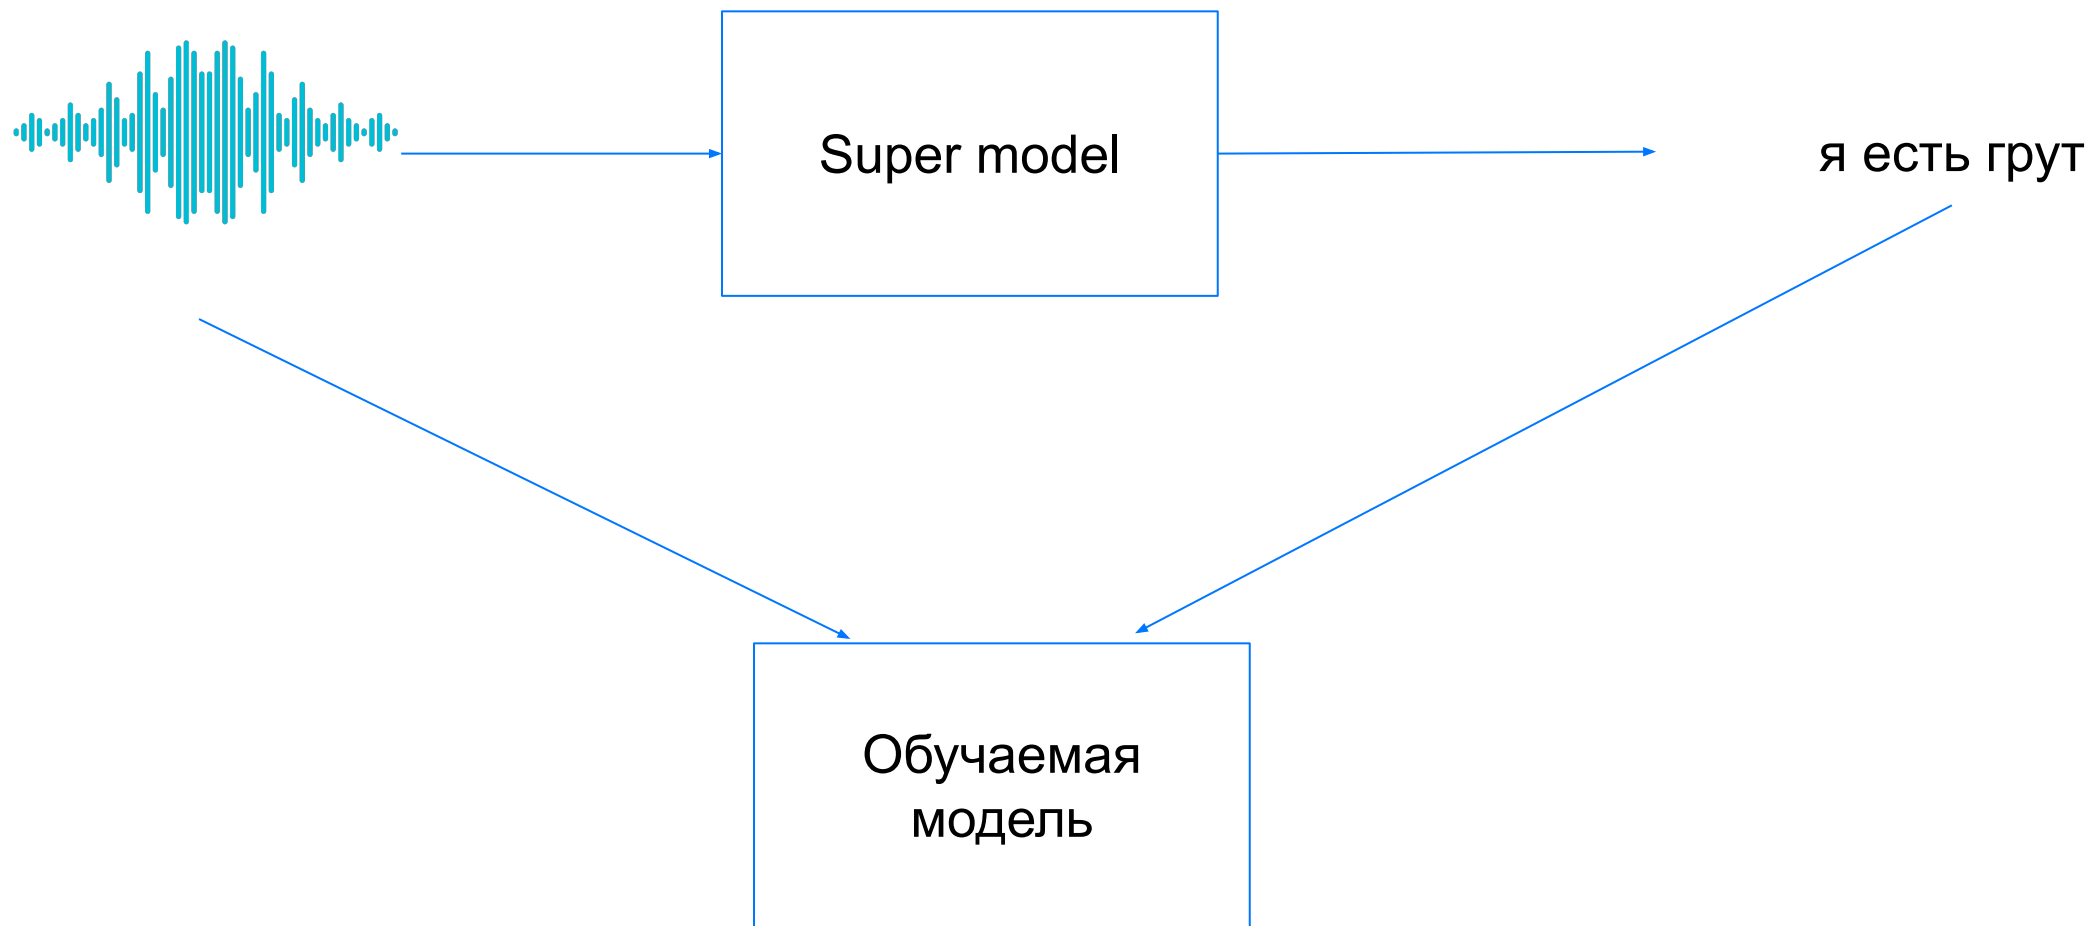 Super model
я есть грут
Обучаемая
модель